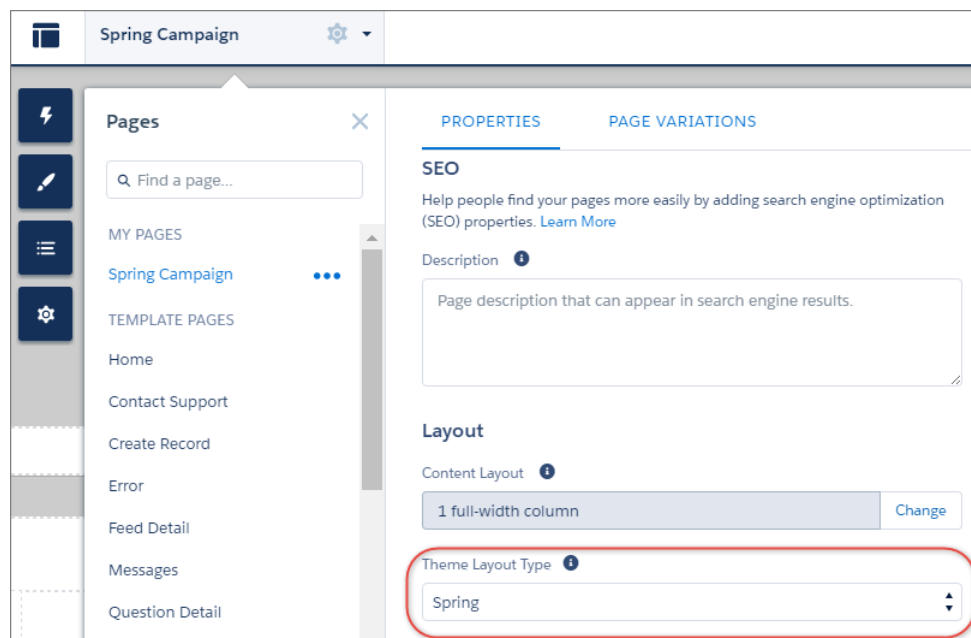 Spring Campaign
Pages
Find a page...
MY PAGES
Spring Campaign
TEMPLATE PAGES
Home
Contact Support
Create Record
Error
Feed Detail
Messages
Question Detail
PROPERTIES
PAGE VARIATIONS
SEO
Help people find your pages more easily by adding search engine optimization
(SEO) properties. Learn More
Description
Page description that can appear in search engine results.
Layout
Content Layout
1 full-width column
Change
Theme Layout Type
Spring